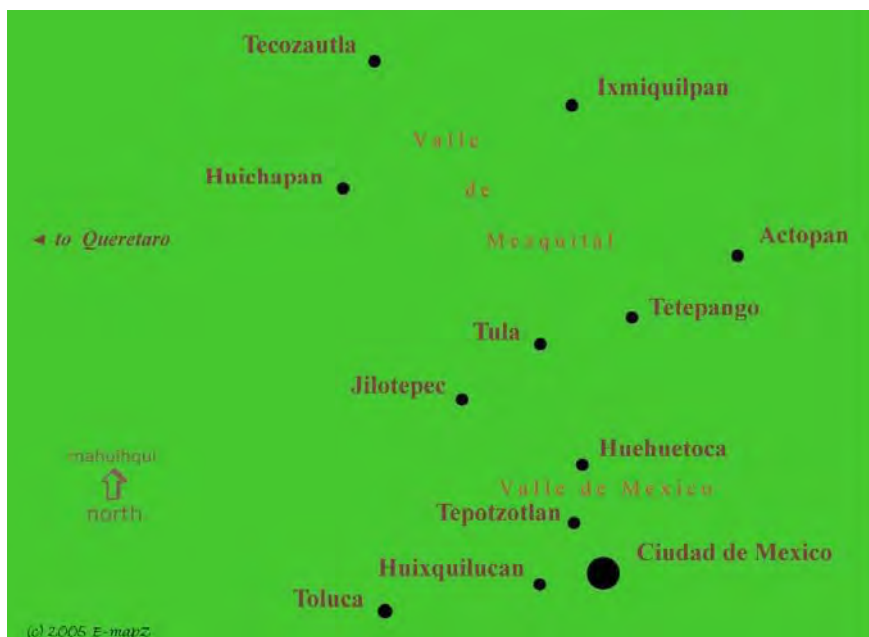 Tecozautla
Ixmiquilpan
Valle
Huichapan
de
◄ to Queretaro
Mezquital
Actopan
Tetepango
Tula
Jilotepec
mahuihqui
north
Huehuetoca
Valle de Mexico
Tepotzotlan
Ciudad de Mexico
Huixquilucan
Toluca
(c) 2005 E-mapZ